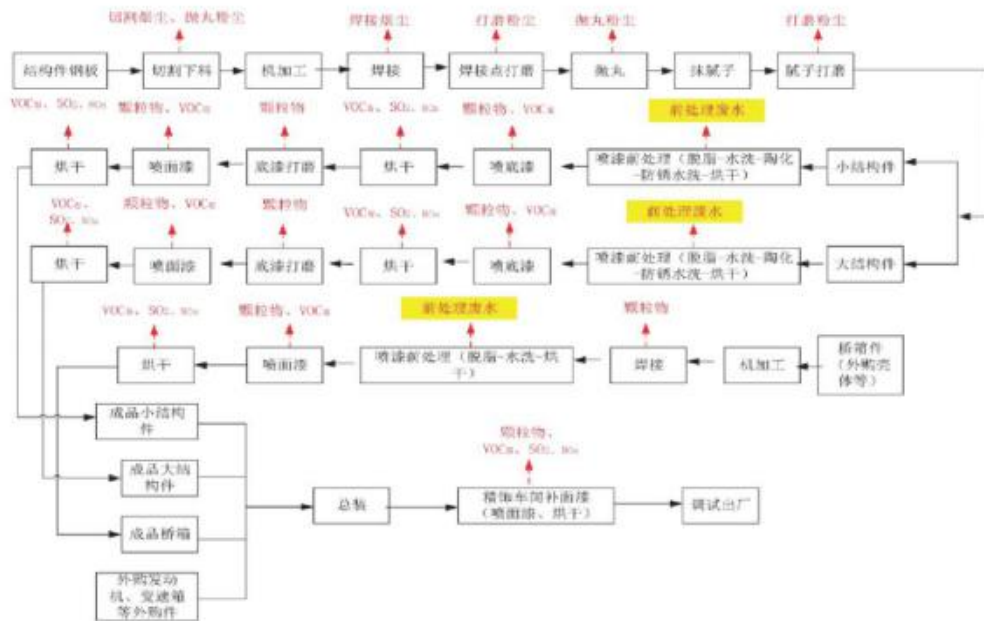 切割烟尘、抛丸粉尘
焊接烟尘
打磨粉尘
抛丸粉尘
打磨粉尘
结构件钢板
切割下料
机加工
焊接
焊接点打磨
抛丸
抹腻子
腻子打磨
VOCs、SO₂、NOx
颗粒物、VOCs
颗粒物
VOCs、SO₂、NOx
颗粒物、VOCs
前处理废水
烘干
喷面漆
底漆打磨
烘干
喷底漆
喷漆前处理（脱脂-水洗-陶化
-防锈水洗-烘干）
小结构件
VOCs、
SO₂、NOx
颗粒物、VOCs
颗粒物
VOCs、SO₂、NOx
颗粒物、VOCs
前处理废水
烘干
喷面漆
底漆打磨
烘干
喷底漆
喷漆前处理（脱脂-水洗-陶化
-防锈水洗-烘干）
大结构件
VOCs、SO₂、NOx
颗粒物、VOCs
前处理废水
颗粒物
烘干
喷面漆
喷漆前处理（脱脂-水洗-烘
干）
焊接
机加工
桥箱件
（外购壳
体等）
成品小结构
件
成品大结
构件
成品桥箱
外购发动
机、变速箱
等外购件
总装
颗粒物、
VOCs、SO₂、NOx
精饰车间补面漆
（喷面漆、烘干）
调试出厂